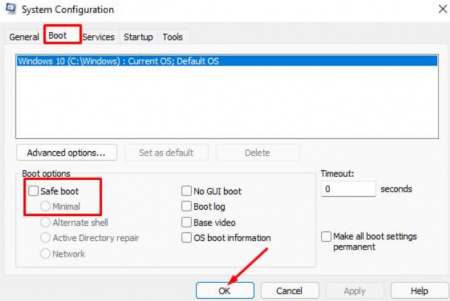 System Configuration
General Boot Services Startup Tools
Windows 10 (C:\Windows) : Current OS; Default OS
Advanced options... Set as default Delete
Boot options
Timeout:
Safe boot No GUI boot 0 seconds
Minimal Boot log
Alternate shell Base video
Active Directory repair OS boot information Make all boot settings
permanent
Network
OK Cancel Apply Help